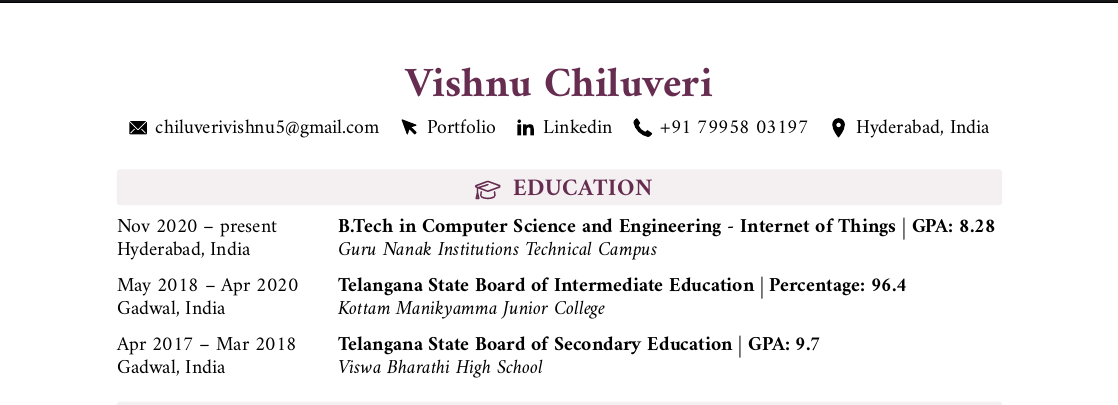 Vishnu Chiluveri
chiluverivishnu5@gmail.com Portfolio Linkedin +91 79958 03197 Hyderabad, India
EDUCATION
Nov 2020 – present B.Tech in Computer Science and Engineering - Internet of Things | GPA: 8.28
Hyderabad, India Guru Nanak Institutions Technical Campus
May 2018 – Apr 2020 Telangana State Board of Intermediate Education | Percentage: 96.4
Gadwal, India Kottam Manikyamma Junior College
Apr 2017 – Mar 2018 Telangana State Board of Secondary Education | GPA: 9.7
Gadwal, India Viswa Bharathi High School